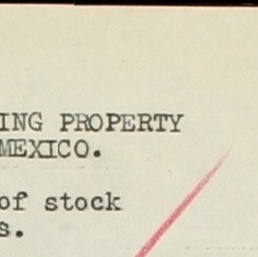 ING PROPERTY
MEXICO.
of stock
s.